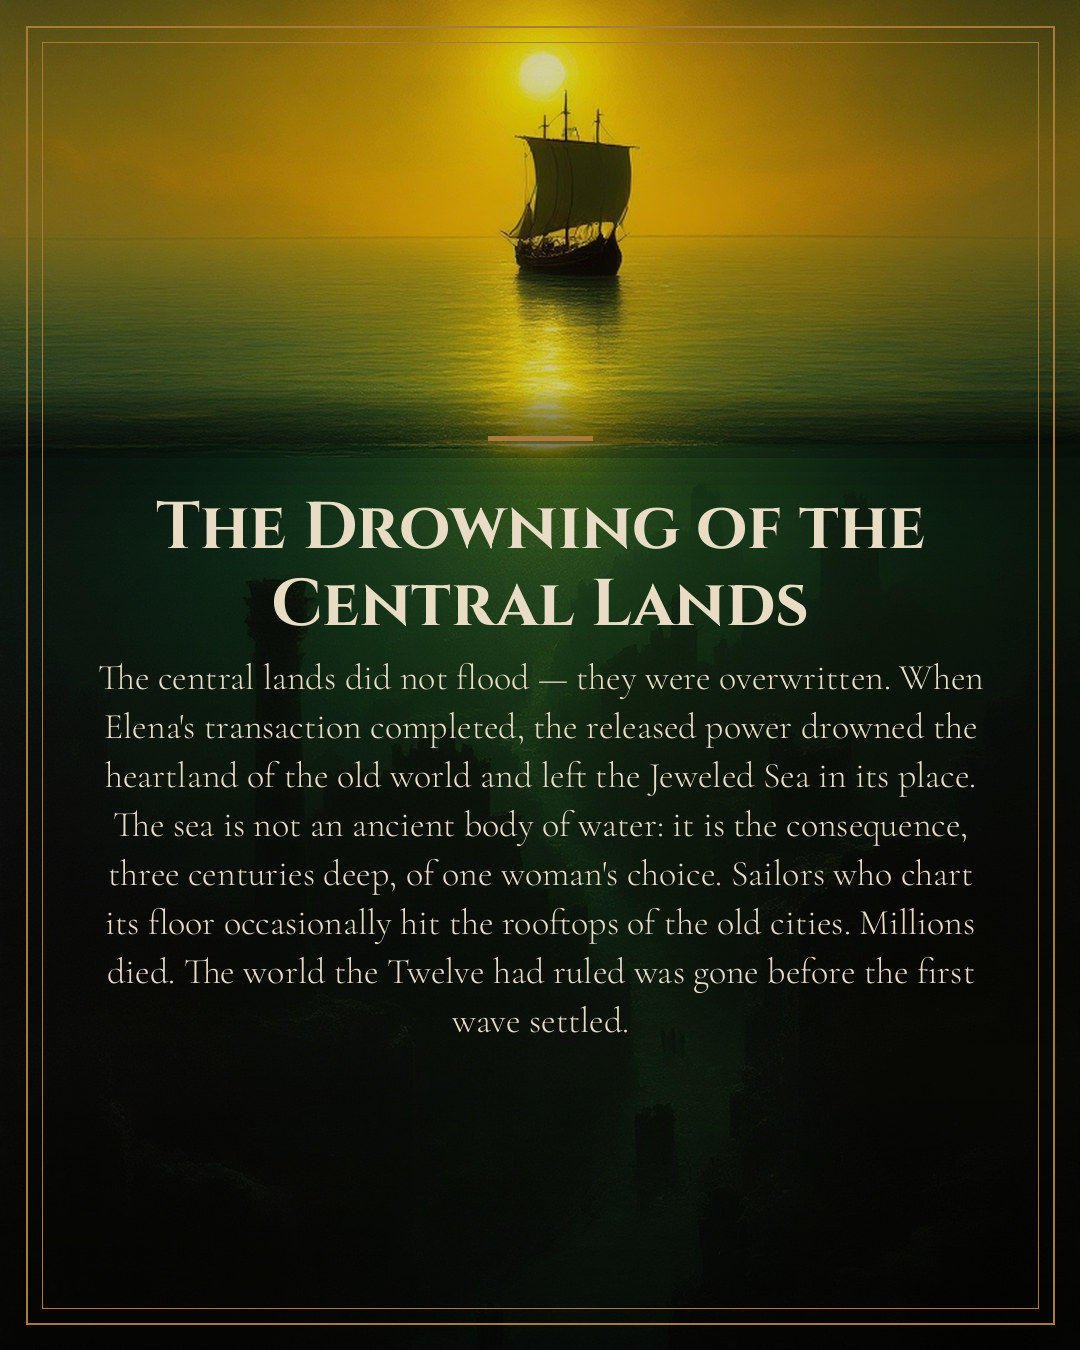 The Drowning of the
Central Lands
The central lands did not flood — they were overwritten. When
Elena's transaction completed, the released power drowned the
heartland of the old world and left the Jeweled Sea in its place.
The sea is not an ancient body of water: it is the consequence,
three centuries deep, of one woman's choice. Sailors who chart
its floor occasionally hit the rooftops of the old cities. Millions
died. The world the Twelve had ruled was gone before the first
wave settled.